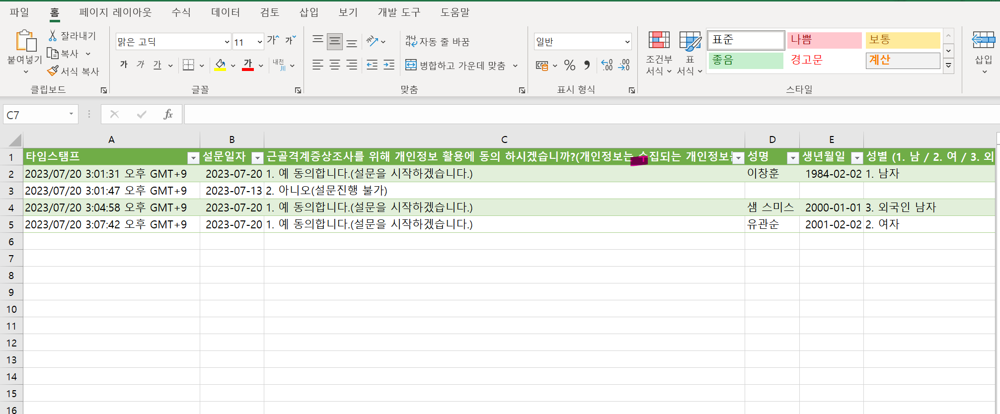 파일 홈 페이지 레이아웃 수식 데이터 검토 삽입 보기 개발 도구 도움말
붙여넣기
잘라내기
복사
서식 복사
클립보드
맑은 고딕 11 가 가
가 가 가 가 내천
글꼴
가나다라 자동 줄 바꿈
병합하고 가운데 맞춤
맞춤
일반
% .00 .00
표시 형식
조건부 서식
표 서식
표준 나쁨 보통
좋음 경고문 계산
스타일
삽입
C7 fx
A B C D E
1 타임스탬프 설문일자 근골격계증상조사를 위해 개인정보 활용에 동의 하시겠습니까?(개인정보는 수집되는 개인정보는 성명 생년월일 성별 (1. 남 / 2. 여 / 3. 외
2 2023/07/20 3:01:31 오후 GMT+9 2023-07-20 1. 예 동의합니다.(설문을 시작하겠습니다.) 이창훈 1984-02-02 1. 남자
3 2023/07/20 3:01:47 오후 GMT+9 2023-07-13 2. 아니오(설문진행 불가)
4 2023/07/20 3:04:58 오후 GMT+9 2023-07-20 1. 예 동의합니다.(설문을 시작하겠습니다.) 샘 스미스 2000-01-01 3. 외국인 남자
5 2023/07/20 3:07:42 오후 GMT+9 2023-07-20 1. 예 동의합니다.(설문을 시작하겠습니다.) 유관순 2001-02-02 2. 여자
6
7
8
9
10
11
12
13
14
15
16